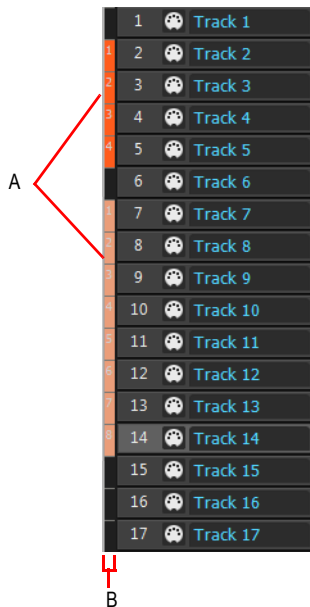 1 Track 1
1 2 Track 2
2 3 Track 3
3 4 Track 4
4 5 Track 5
A
6 Track 6
1 7 Track 7
2 8 Track 8
3 9 Track 9
4 10 Track 10
5 11 Track 11
6 12 Track 12
7 13 Track 13
8 14 Track 14
15 Track 15
16 Track 16
17 Track 17
B